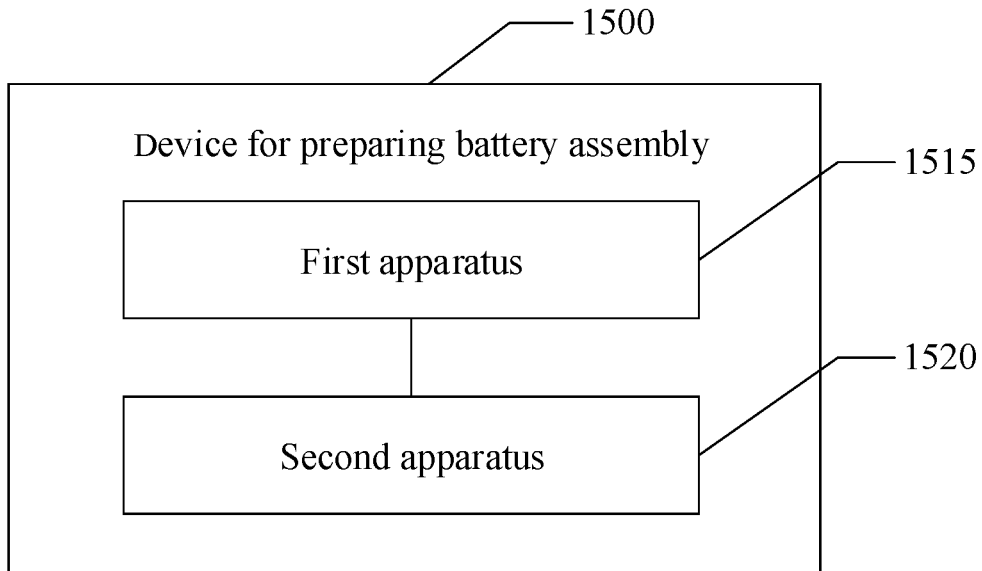 1500
Device for preparing battery assembly
1515
First apparatus
1520
Second apparatus